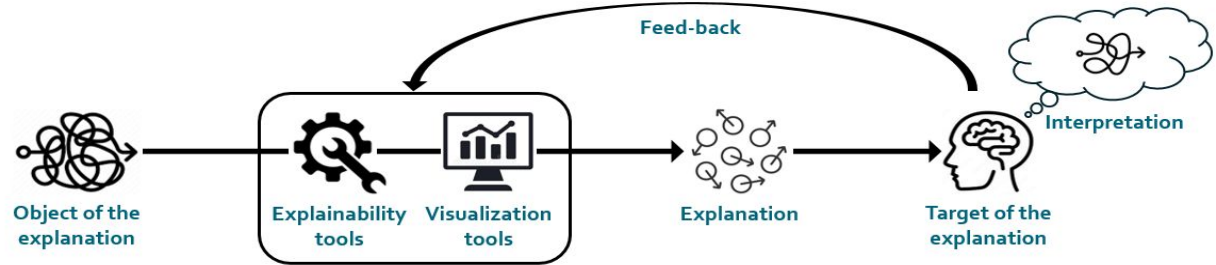 Feed-back
Interpretation
Object of the
explanation
Explainability
tools
Visualization
tools
Explanation
Target of the
explanation